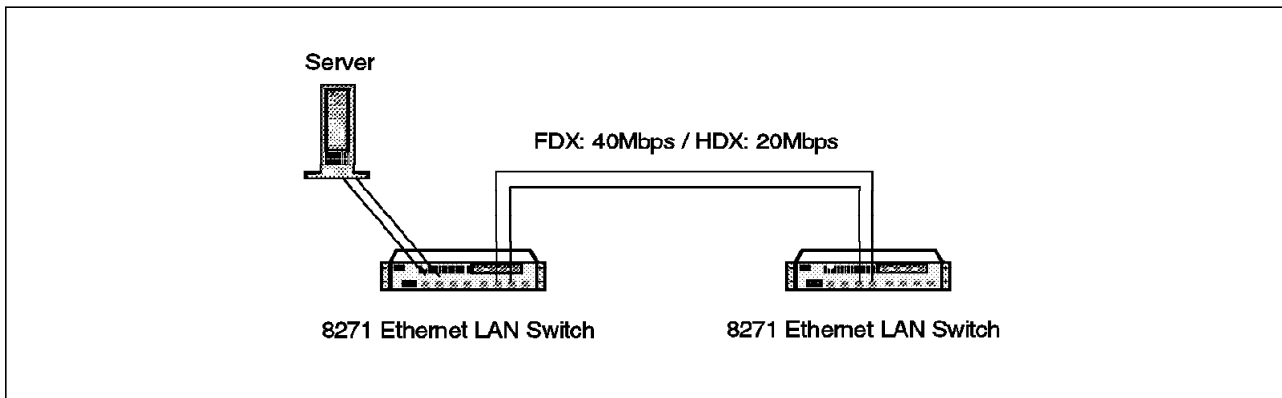 Server
FDX: 40Mbps / HDX: 20Mbps
8271 Ethernet LAN Switch
8271 Ethernet LAN Switch